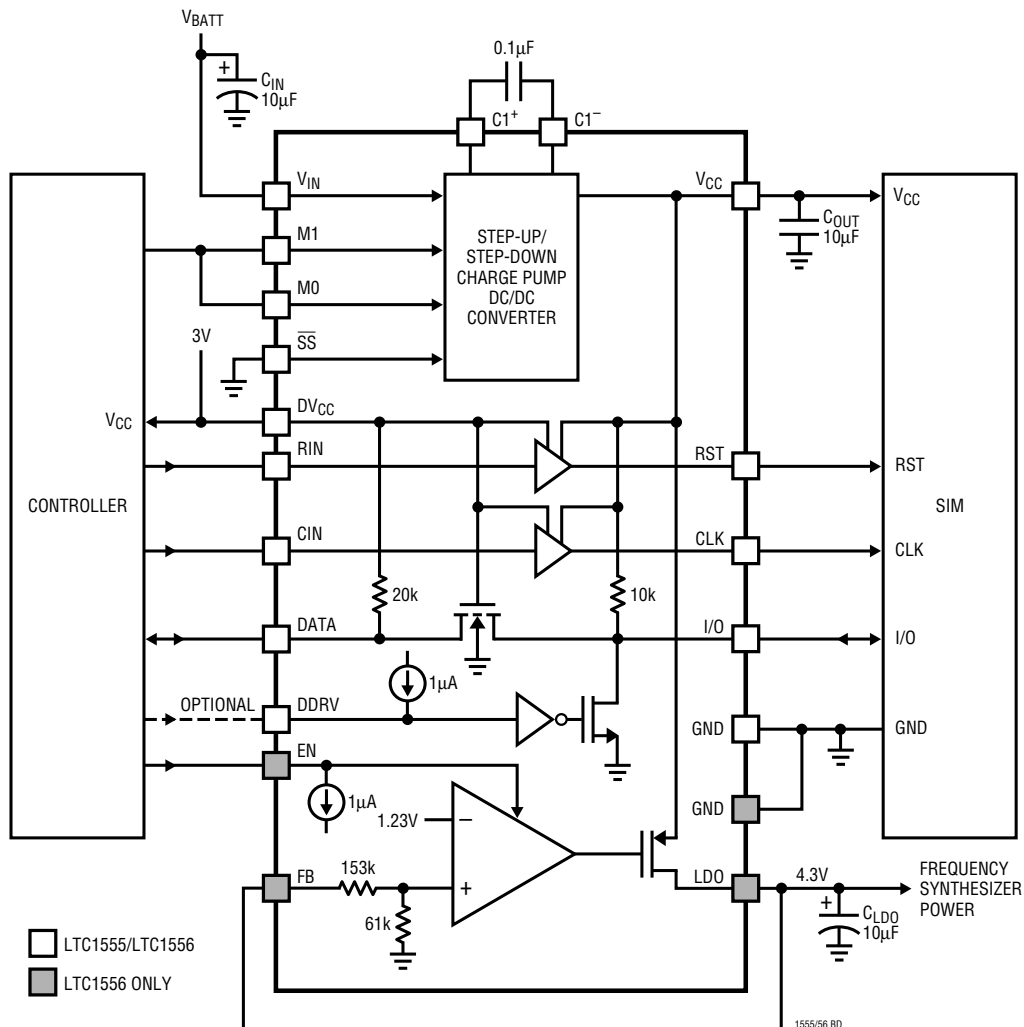 VBATT
0.1µF
+
CIN
10µF
C1+
C1−
VIN
VCC
VCC
M1
STEP-UP/
STEP-DOWN
CHARGE PUMP
DC/DC
CONVERTER
COUT
10µF
M0
3V
SS
VCC
DVCC
RIN
RST
RST
CONTROLLER
SIM
CIN
CLK
CLK
20k
10k
DATA
I/O
I/O
1µA
OPTIONAL
DDRV
GND
GND
EN
1µA
GND
1.23V
−
FB
153k
+
LDO
4.3V
FREQUENCY
SYNTHESIZER
POWER
61k
+
CLDO
10µF
LTC1555/LTC1556
LTC1556 ONLY
1555/56 BD